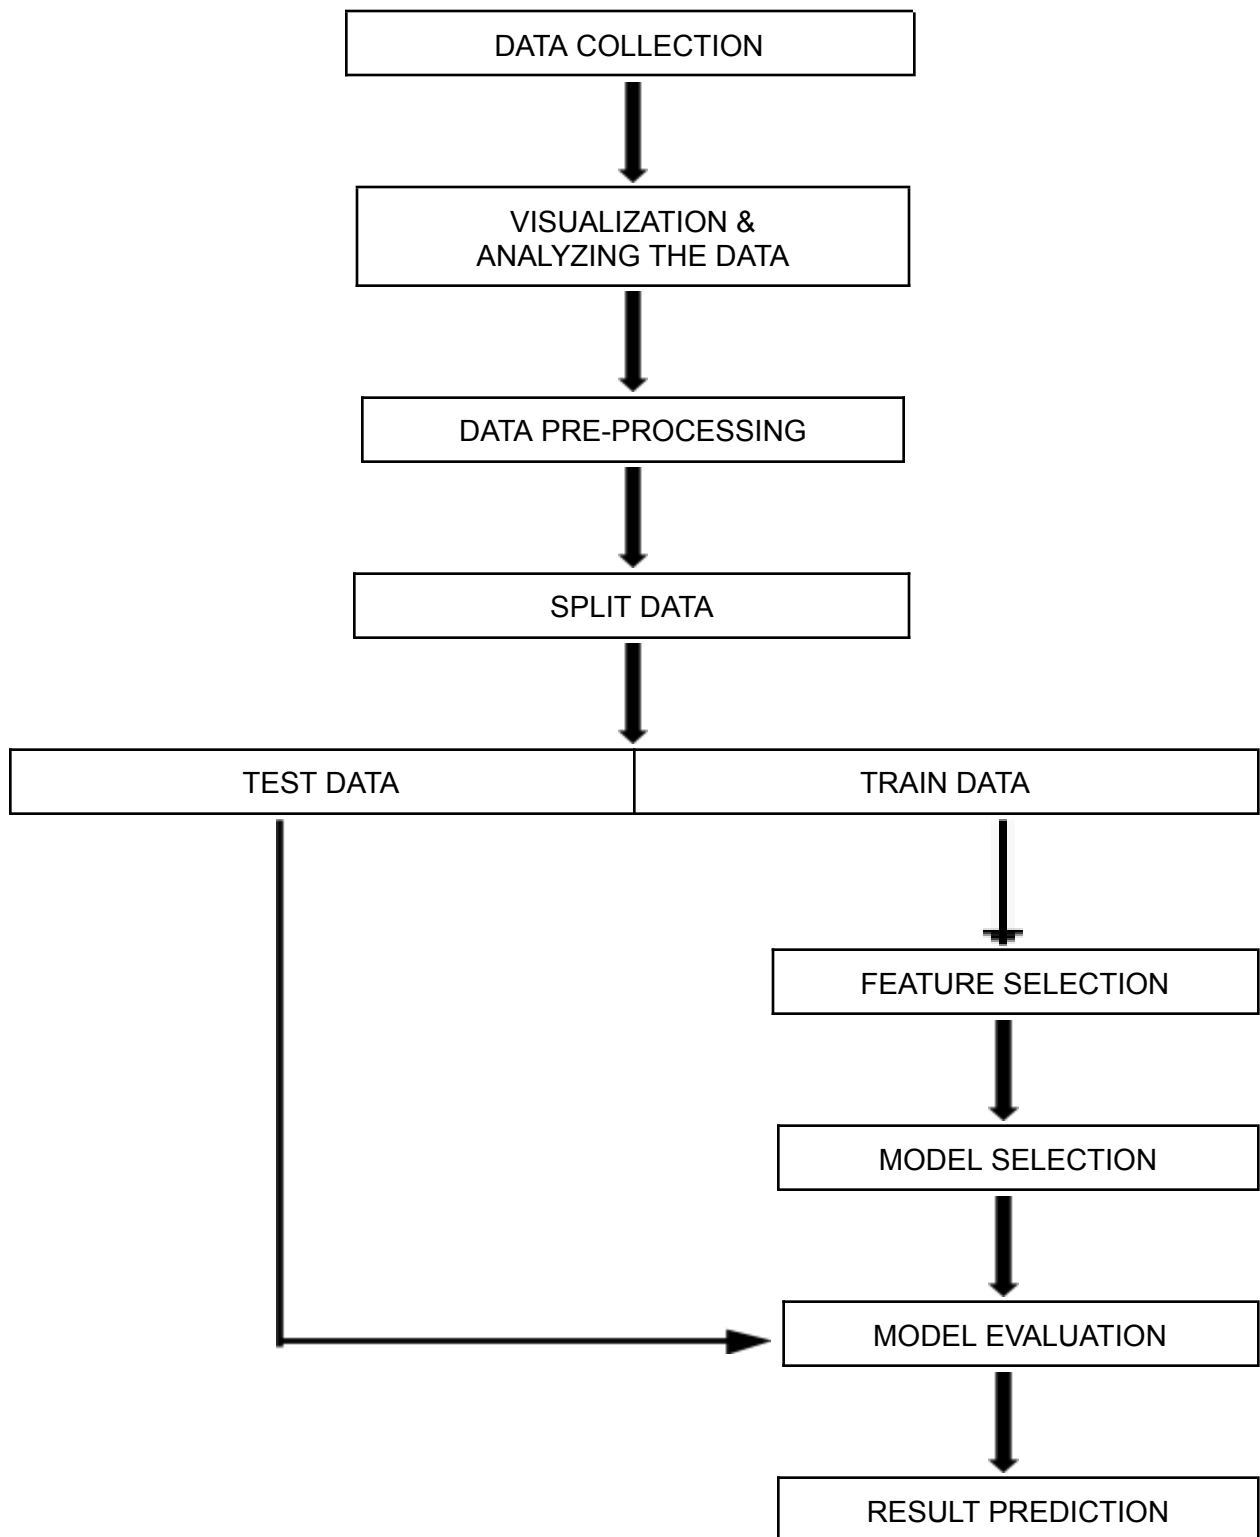 DATA COLLECTION
VISUALIZATION &
ANALYZING THE DATA
DATA PRE-PROCESSING
SPLIT DATA
TEST DATA
TRAIN DATA
FEATURE SELECTION
MODEL SELECTION
MODEL EVALUATION
RESULT PREDICTION